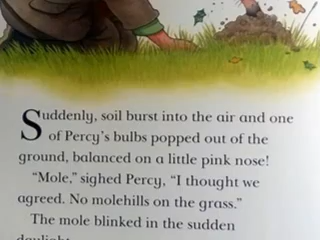 Suddenly, soil burst into the air and one
of Percy's bulbs popped out of the
ground, balanced on a little pink nose!
"Mole," sighed Percy, "I thought we
agreed. No molehills on the grass."
The mole blinked in the sudden